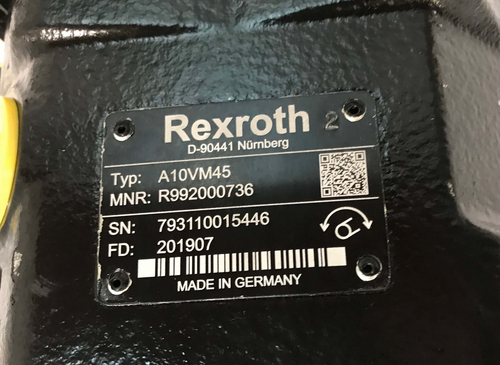 Rexroth 2
D-90441 Nürnberg
Typ: A10VM45
MNR: R992000736
SN: 793110015446
FD: 201907
MADE IN GERMANY